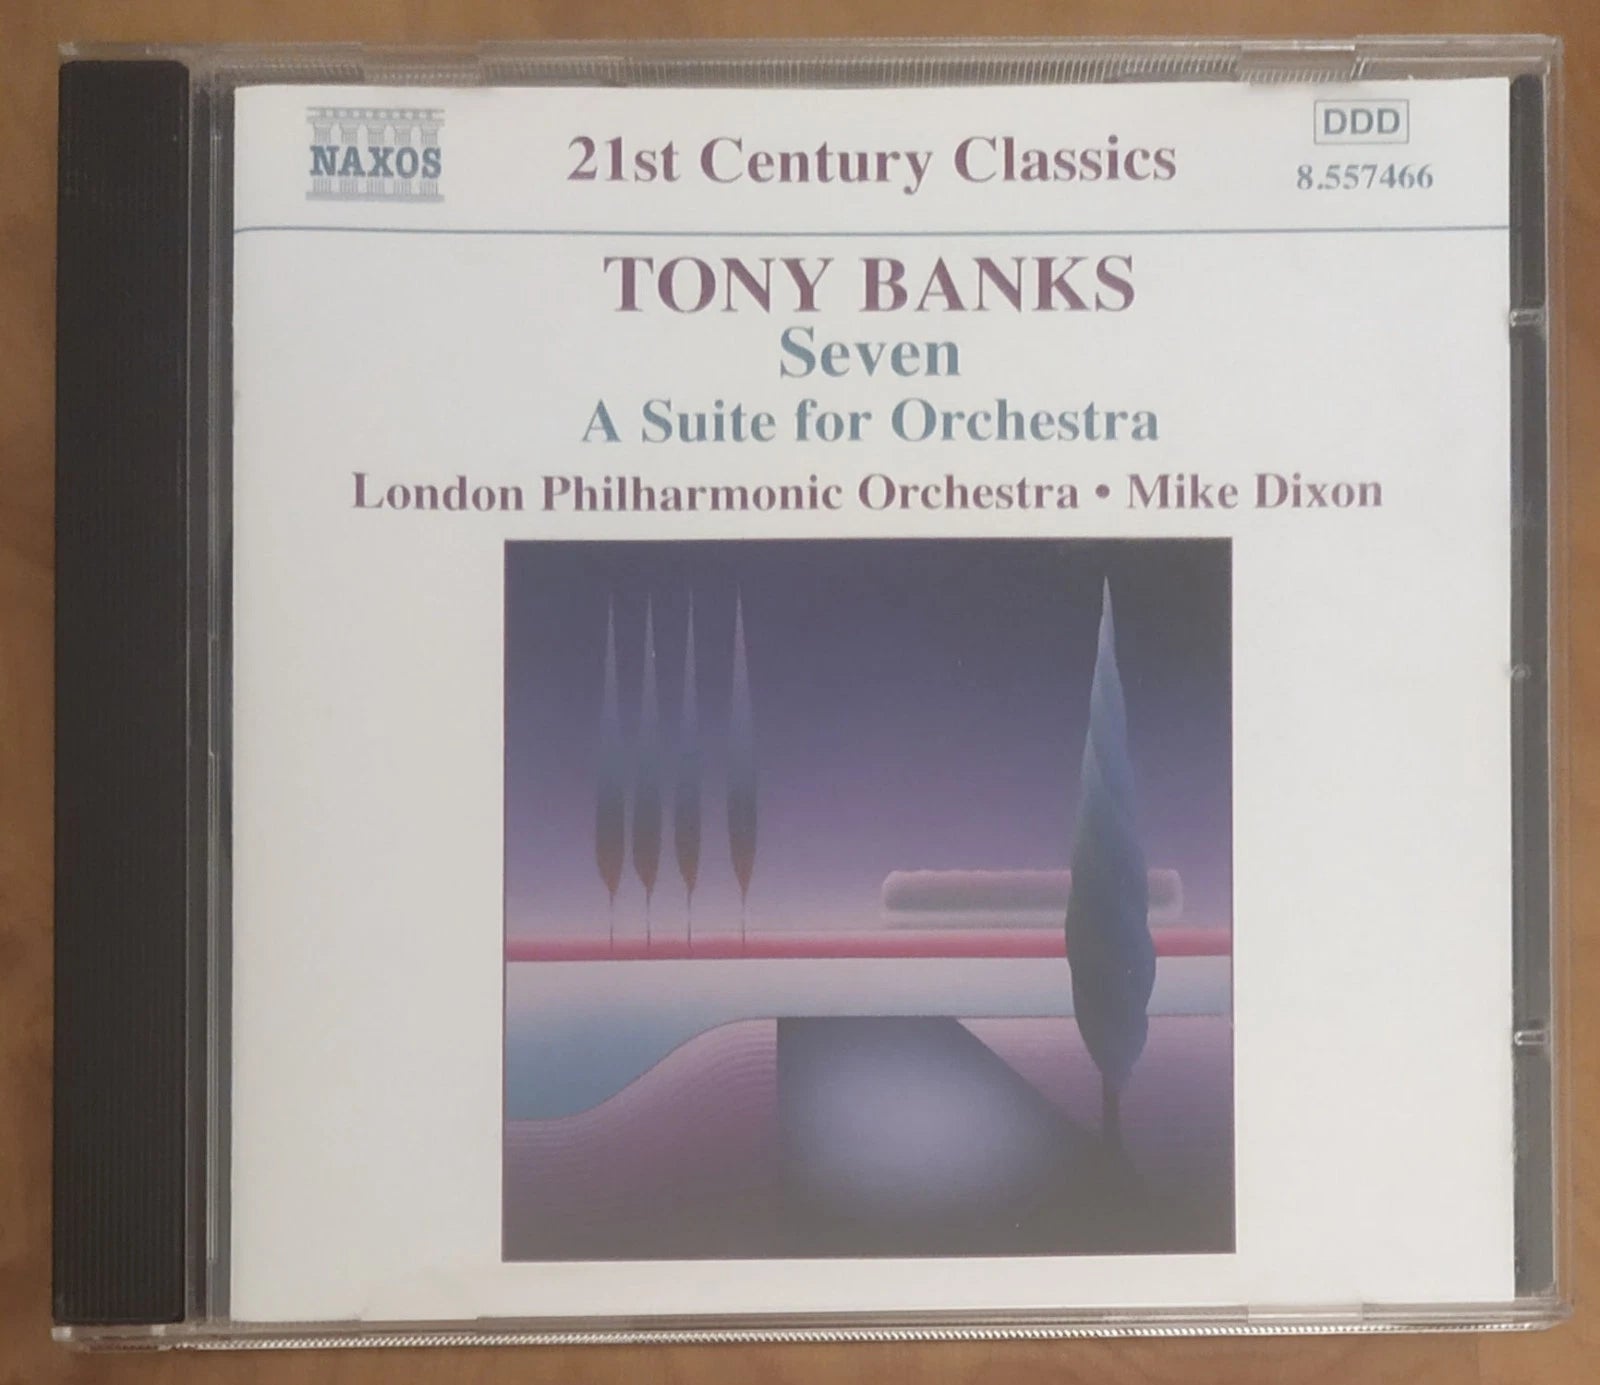 NAXOS
21st Century Classics
DDD
8.557466
TONY BANKS
Seven
A Suite for Orchestra
London Philharmonic Orchestra • Mike Dixon